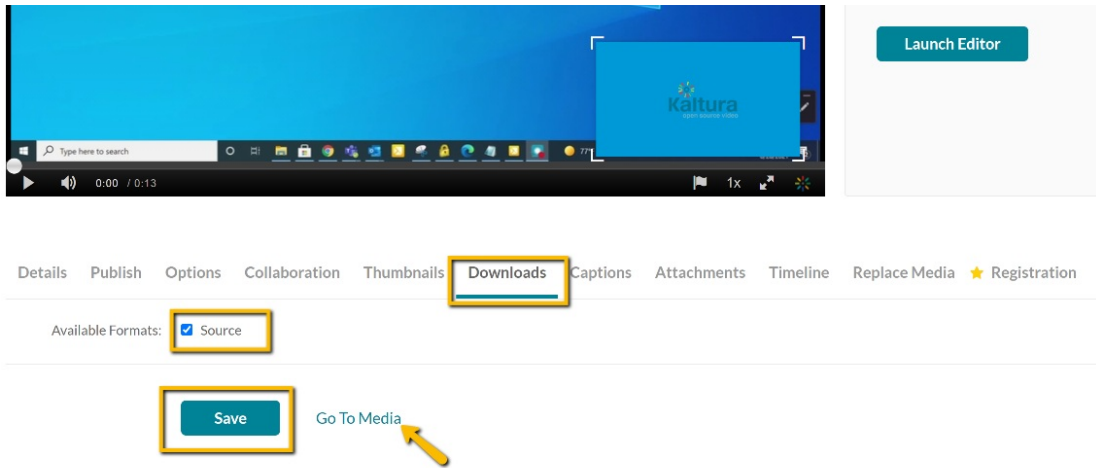 Launch Editor
Kaltura
open source video
Type here to search
77°
0:00 / 0:13
1x
Details Publish Options Collaboration Thumbnails Downloads Captions Attachments Timeline Replace Media Registration
Available Formats: Source
Save Go To Media